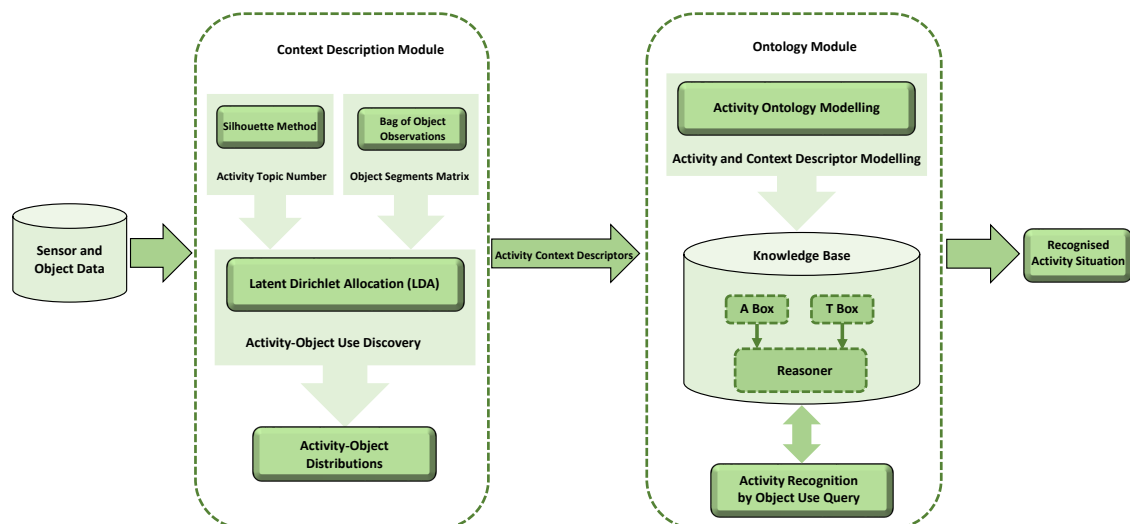 Sensor and
Object Data
Context Description Module
Silhouette Method
Activity Topic Number
Bag of Object
Observations
Object Segments Matrix
Latent Dirichlet Allocation (LDA)
Activity-Object Use Discovery
Activity-Object
Distributions
Activity Context Descriptors
Ontology Module
Activity Ontology Modelling
Activity and Context Descriptor Modelling
Knowledge Base
A Box
T Box
Reasoner
Activity Recognition
by Object Use Query
Recognised
Activity Situation